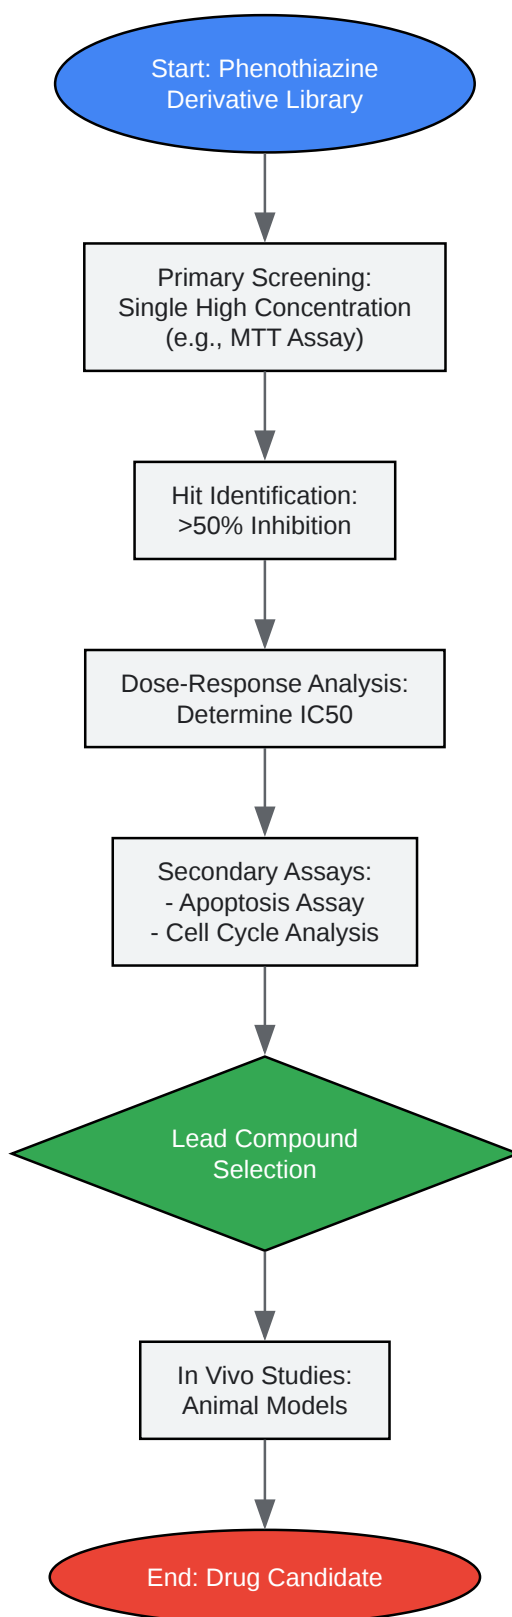 Start: Phenothiazine
Derivative Library
Primary Screening:
Single High Concentration
(e.g., MTT Assay)
Hit Identification:
>50% Inhibition
Dose-Response Analysis:
Determine IC50
Secondary Assays:
- Apoptosis Assay
- Cell Cycle Analysis
Lead Compound
Selection
In Vivo Studies:
Animal Models
End: Drug Candidate